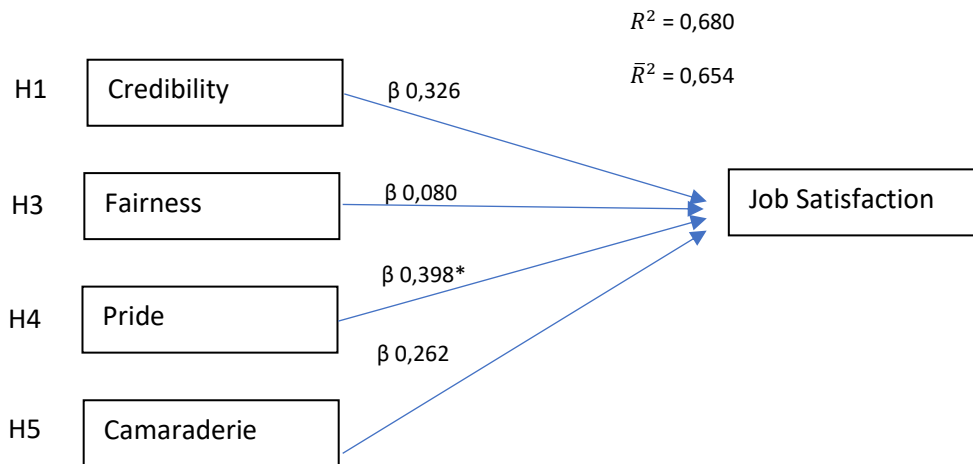 R² = 0,680
R̄² = 0,654
H1
Credibility
β 0,326
H3
Fairness
β 0,080
Job Satisfaction
H4
Pride
β 0,398*
β 0,262
H5
Camaraderie